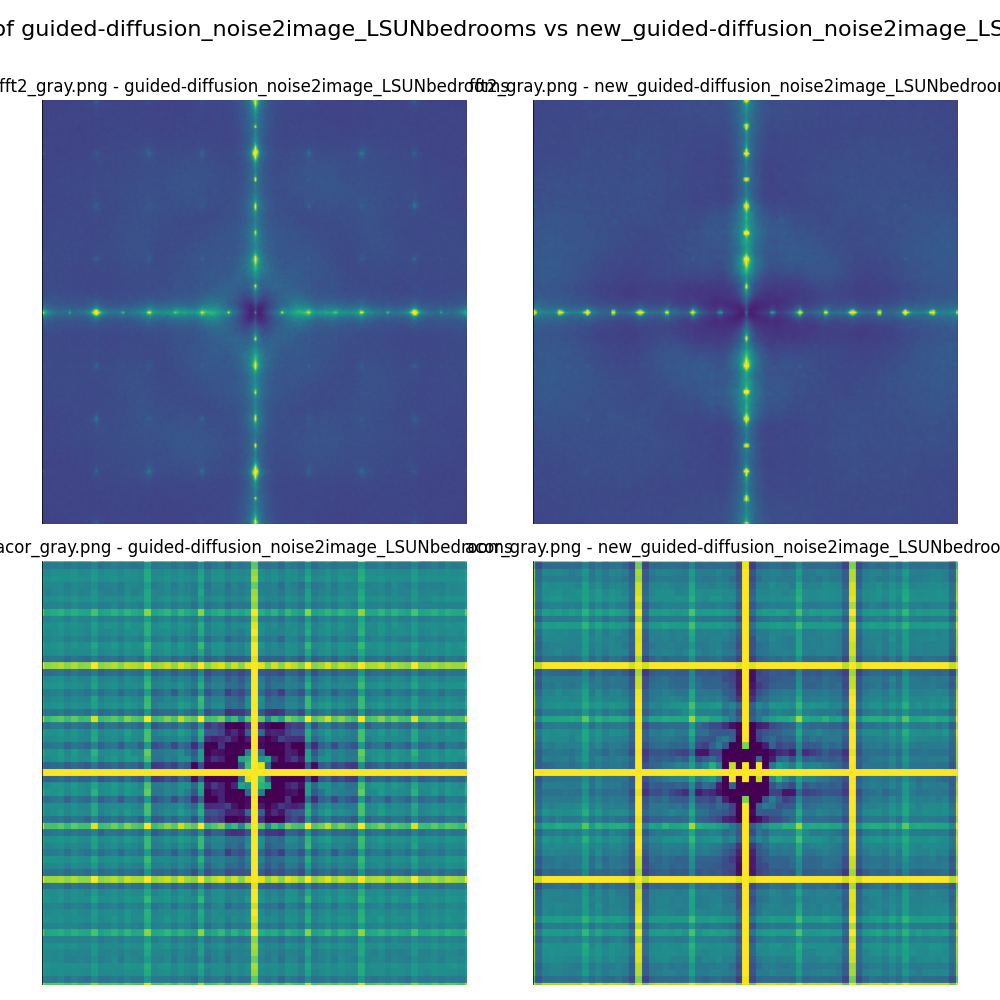 of guided-diffusion_noise2image_LSUNbedrooms vs new_guided-diffusion_noise2image_LS
fft2_gray.png - guided-diffusion_noise2image_LSUNbedrooms
fft2_gray.png - new_guided-diffusion_noise2image_LSUNbedroom
acor_gray.png - guided-diffusion_noise2image_LSUNbedrooms
acor_gray.png - new_guided-diffusion_noise2image_LSUNbedroo